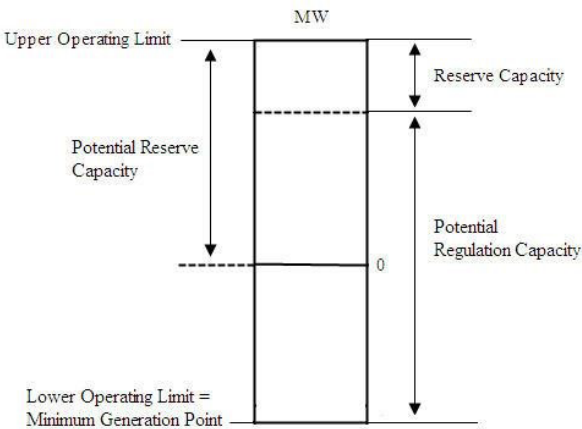 MW
Upper Operating Limit
Reserve Capacity
Potential Reserve
Capacity
Potential
Regulation Capacity
0
Lower Operating Limit =
Minimum Generation Point